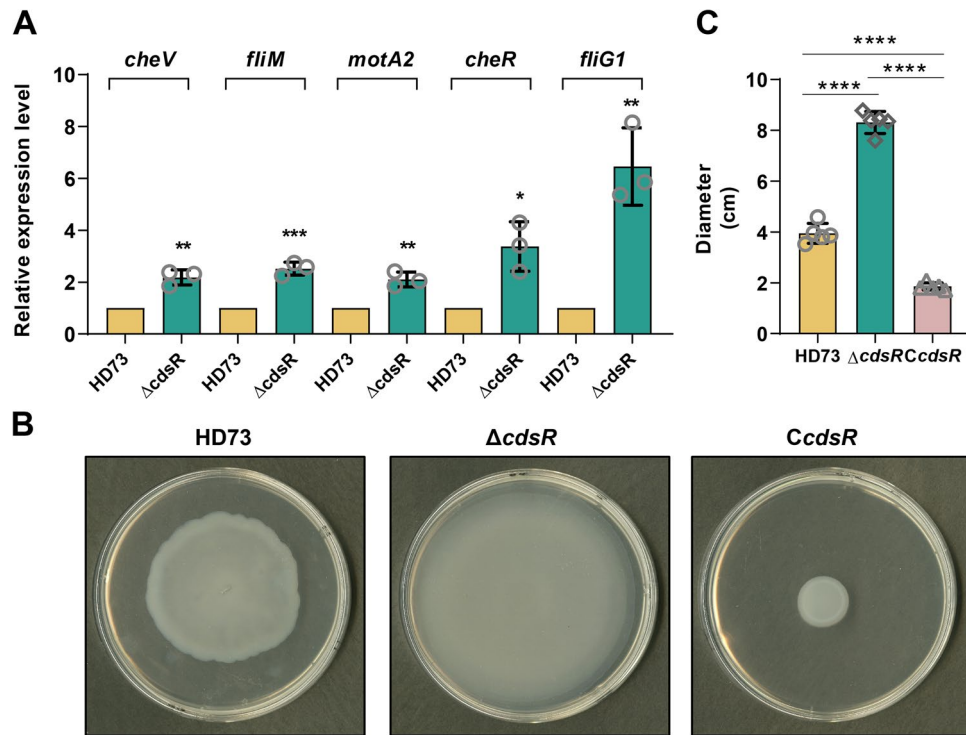 A
cheV fliM motA2 cheR fliG1
Relative expression level
10
8
6
4
2
0
** *** ** * **
HD73 ΔcdsR HD73 ΔcdsR HD73 ΔcdsR HD73 ΔcdsR HD73 ΔcdsR
C
****
****
****
Diameter
(cm)
10
8
6
4
2
0
HD73 ΔcdsR CcdsR
B
HD73 ΔcdsR CcdsR